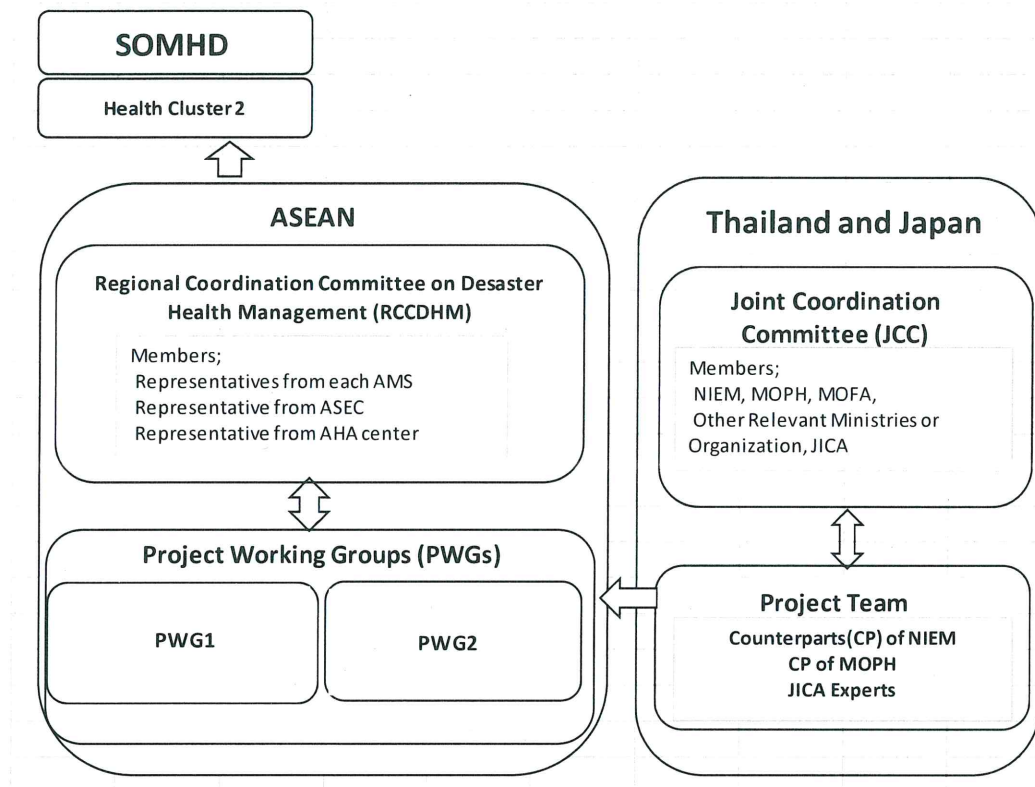 SOMHD
Health Cluster 2
ASEAN
Regional Coordination Committee on Desaster
Health Management (RCCDHM)
Members;
Representatives from each AMS
Representative from ASEC
Representative from AHA center
Project Working Groups (PWGs)
PWG1
PWG2
Thailand and Japan
Joint Coordination
Committee (JCC)
Members;
NIEM, MOPH, MOFA,
Other Relevant Ministries or
Organization, JICA
Project Team
Counterparts(CP) of NIEM
CP of MOPH
JICA Experts